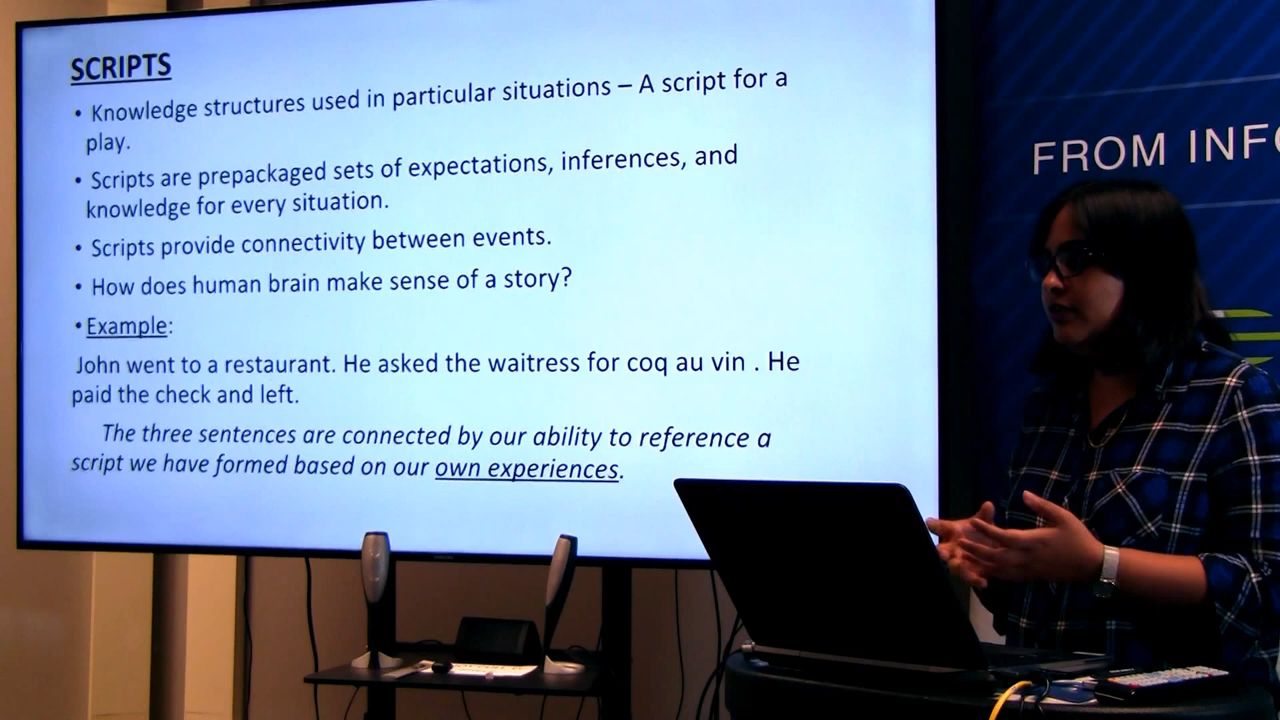 SCRIPTS
• Knowledge structures used in particular situations – A script for a
play.
• Scripts are prepackaged sets of expectations, inferences, and
knowledge for every situation.
• Scripts provide connectivity between events.
• How does human brain make sense of a story?
• Example:
John went to a restaurant. He asked the waitress for coq au vin . He
paid the check and left.
The three sentences are connected by our ability to reference a
script we have formed based on our own experiences.
FROM